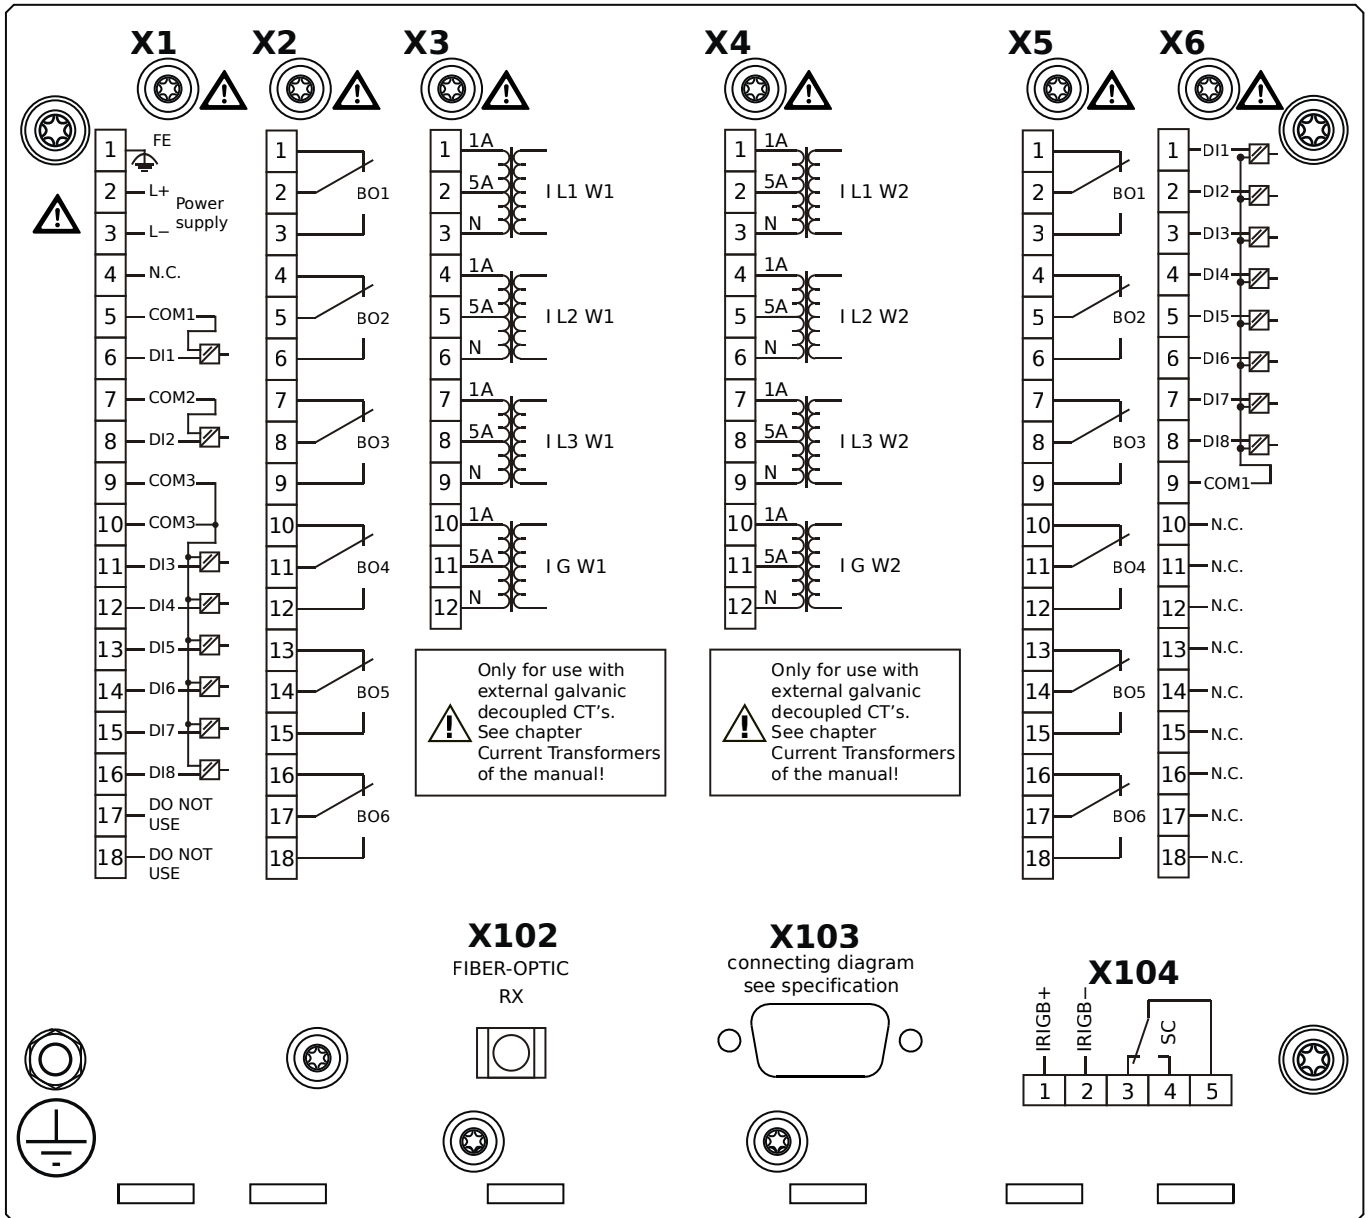 X1
X2
X3
X4
X5
X6
1 FE
2 L+
Power
supply
3 L−
4 N.C.
5 COM1
6 DI1
7 COM2
8 DI2
9 COM3
10 COM3
11 DI3
12 DI4
13 DI5
14 DI6
15 DI7
16 DI8
17 DO NOT
USE
18 DO NOT
USE
1
2 BO1
3
4
5 BO2
6
7
8 BO3
9
10
11 BO4
12
13
14 BO5
15
16
17 BO6
18
1 1A
2 5A I L1 W1
3 N
4 1A
5 5A I L2 W1
6 N
7 1A
8 5A I L3 W1
9 N
10 1A
11 5A I G W1
12 N
Only for use with
external galvanic
decoupled CT's.
See chapter
Current Transformers
of the manual!
1 1A
2 5A I L1 W2
3 N
4 1A
5 5A I L2 W2
6 N
7 1A
8 5A I L3 W2
9 N
10 1A
11 5A I G W2
12 N
Only for use with
external galvanic
decoupled CT's.
See chapter
Current Transformers
of the manual!
1
2 BO1
3
4
5 BO2
6
7
8 BO3
9
10
11 BO4
12
13
14 BO5
15
16
17 BO6
18
1 DI1
2 DI2
3 DI3
4 DI4
5 DI5
6 DI6
7 DI7
8 DI8
9 COM1
10 N.C.
11 N.C.
12 N.C.
13 N.C.
14 N.C.
15 N.C.
16 N.C.
17 N.C.
18 N.C.
X102
FIBER-OPTIC
RX
X103
connecting diagram
see specification
X104
IRIGB+
IRIGB−
SC
1 2 3 4 5